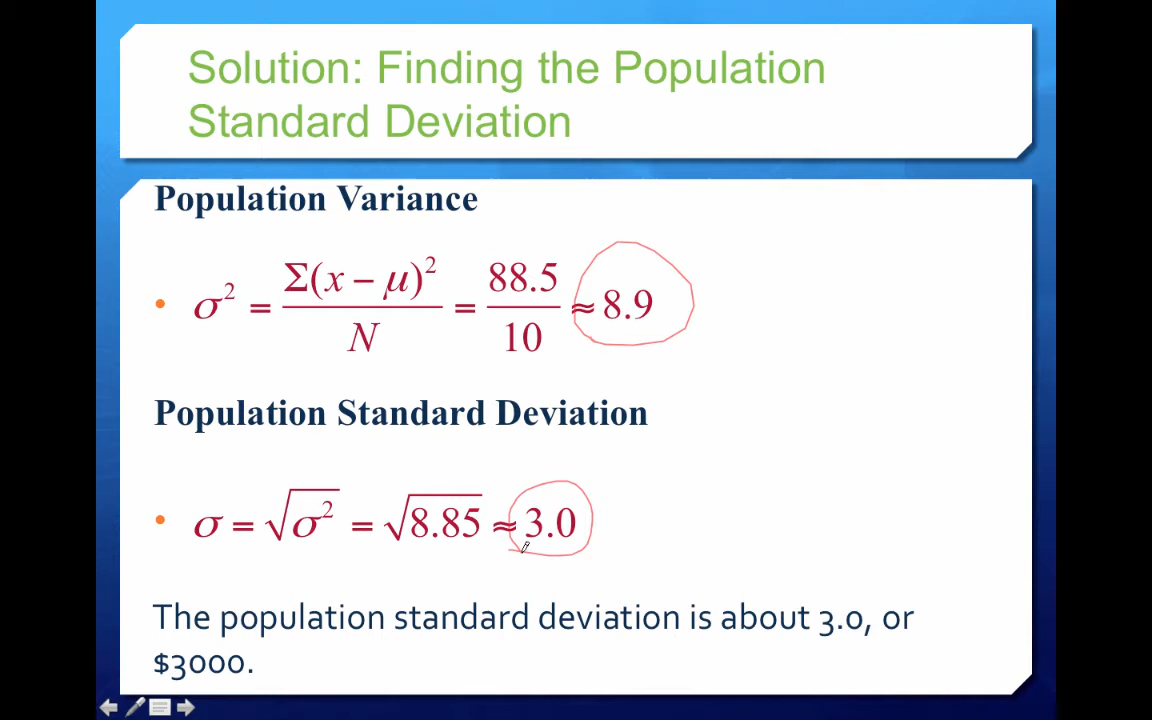 Solution: Finding the Population
Standard Deviation
Population Variance
• σ² = Σ(x − μ)² / N = 88.5 / 10 ≈ 8.9
Population Standard Deviation
• σ = √σ² = √8.85 ≈ 3.0
The population standard deviation is about 3.0, or
$3000.